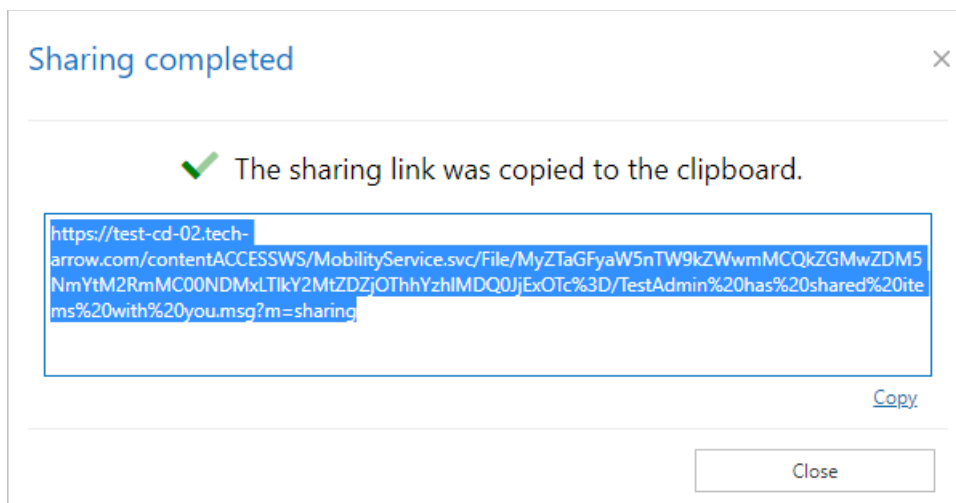 Sharing completed
The sharing link was copied to the clipboard.
https://test-cd-02.tech-
arrow.com/contentACCESSWS/MobilityService.svc/File/MyZTaGFyaW5nTW9kZWwmMCQkZGMwZDM5
NmYtM2RmMC00NDMxLTlkY2MtZDZjOThhYzhlMDQ0JjExOTc%3D/TestAdmin%20has%20shared%20ite
ms%20with%20you.msg?m=sharing
Copy
Close